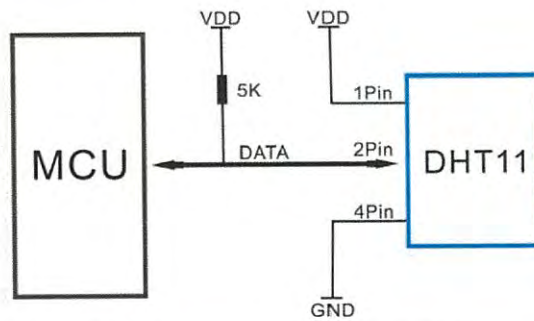 VDD VDD
5K
1Pin
MCU
DATA
2Pin
DHT11
4Pin
GND